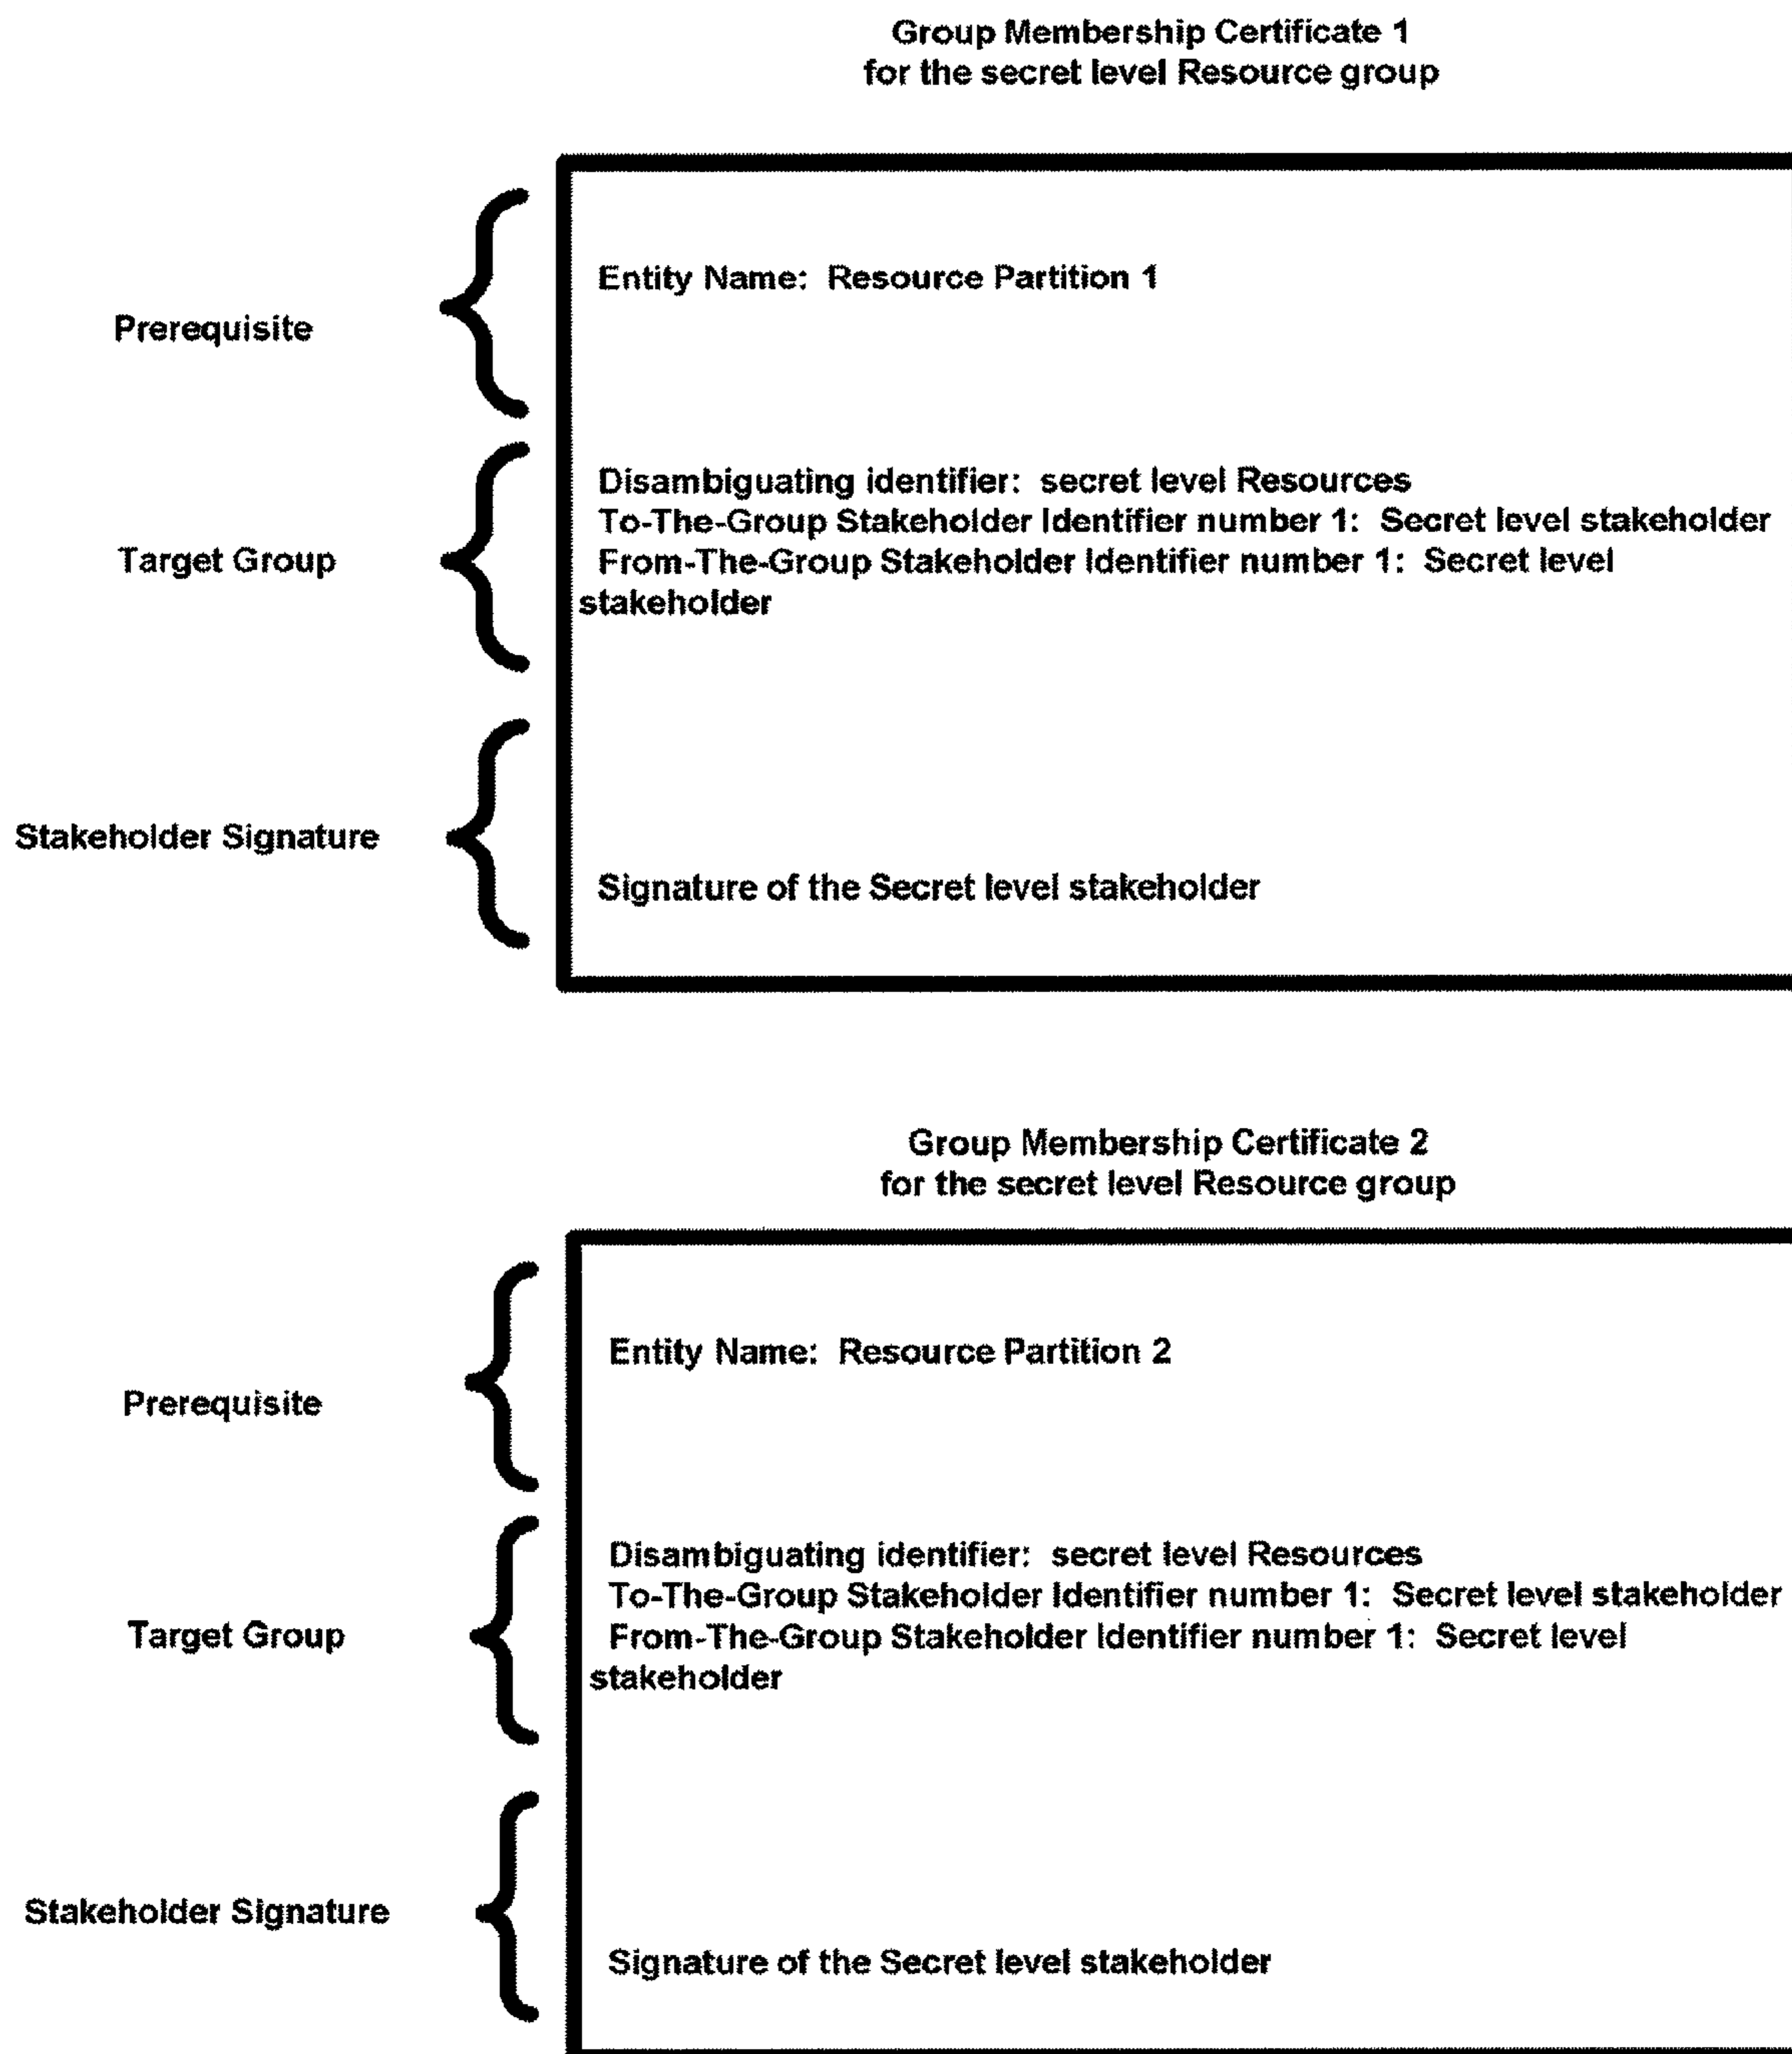 Group Membership Certificate 1
for the secret level Resource group
Prerequisite
Entity Name: Resource Partition 1
Target Group
Disambiguating identifier: secret level Resources
To-The-Group Stakeholder Identifier number 1: Secret level stakeholder
From-The-Group Stakeholder Identifier number 1: Secret level
stakeholder
Stakeholder Signature
Signature of the Secret level stakeholder
Group Membership Certificate 2
for the secret level Resource group
Prerequisite
Entity Name: Resource Partition 2
Target Group
Disambiguating identifier: secret level Resources
To-The-Group Stakeholder Identifier number 1: Secret level stakeholder
From-The-Group Stakeholder Identifier number 1: Secret level
stakeholder
Stakeholder Signature
Signature of the Secret level stakeholder